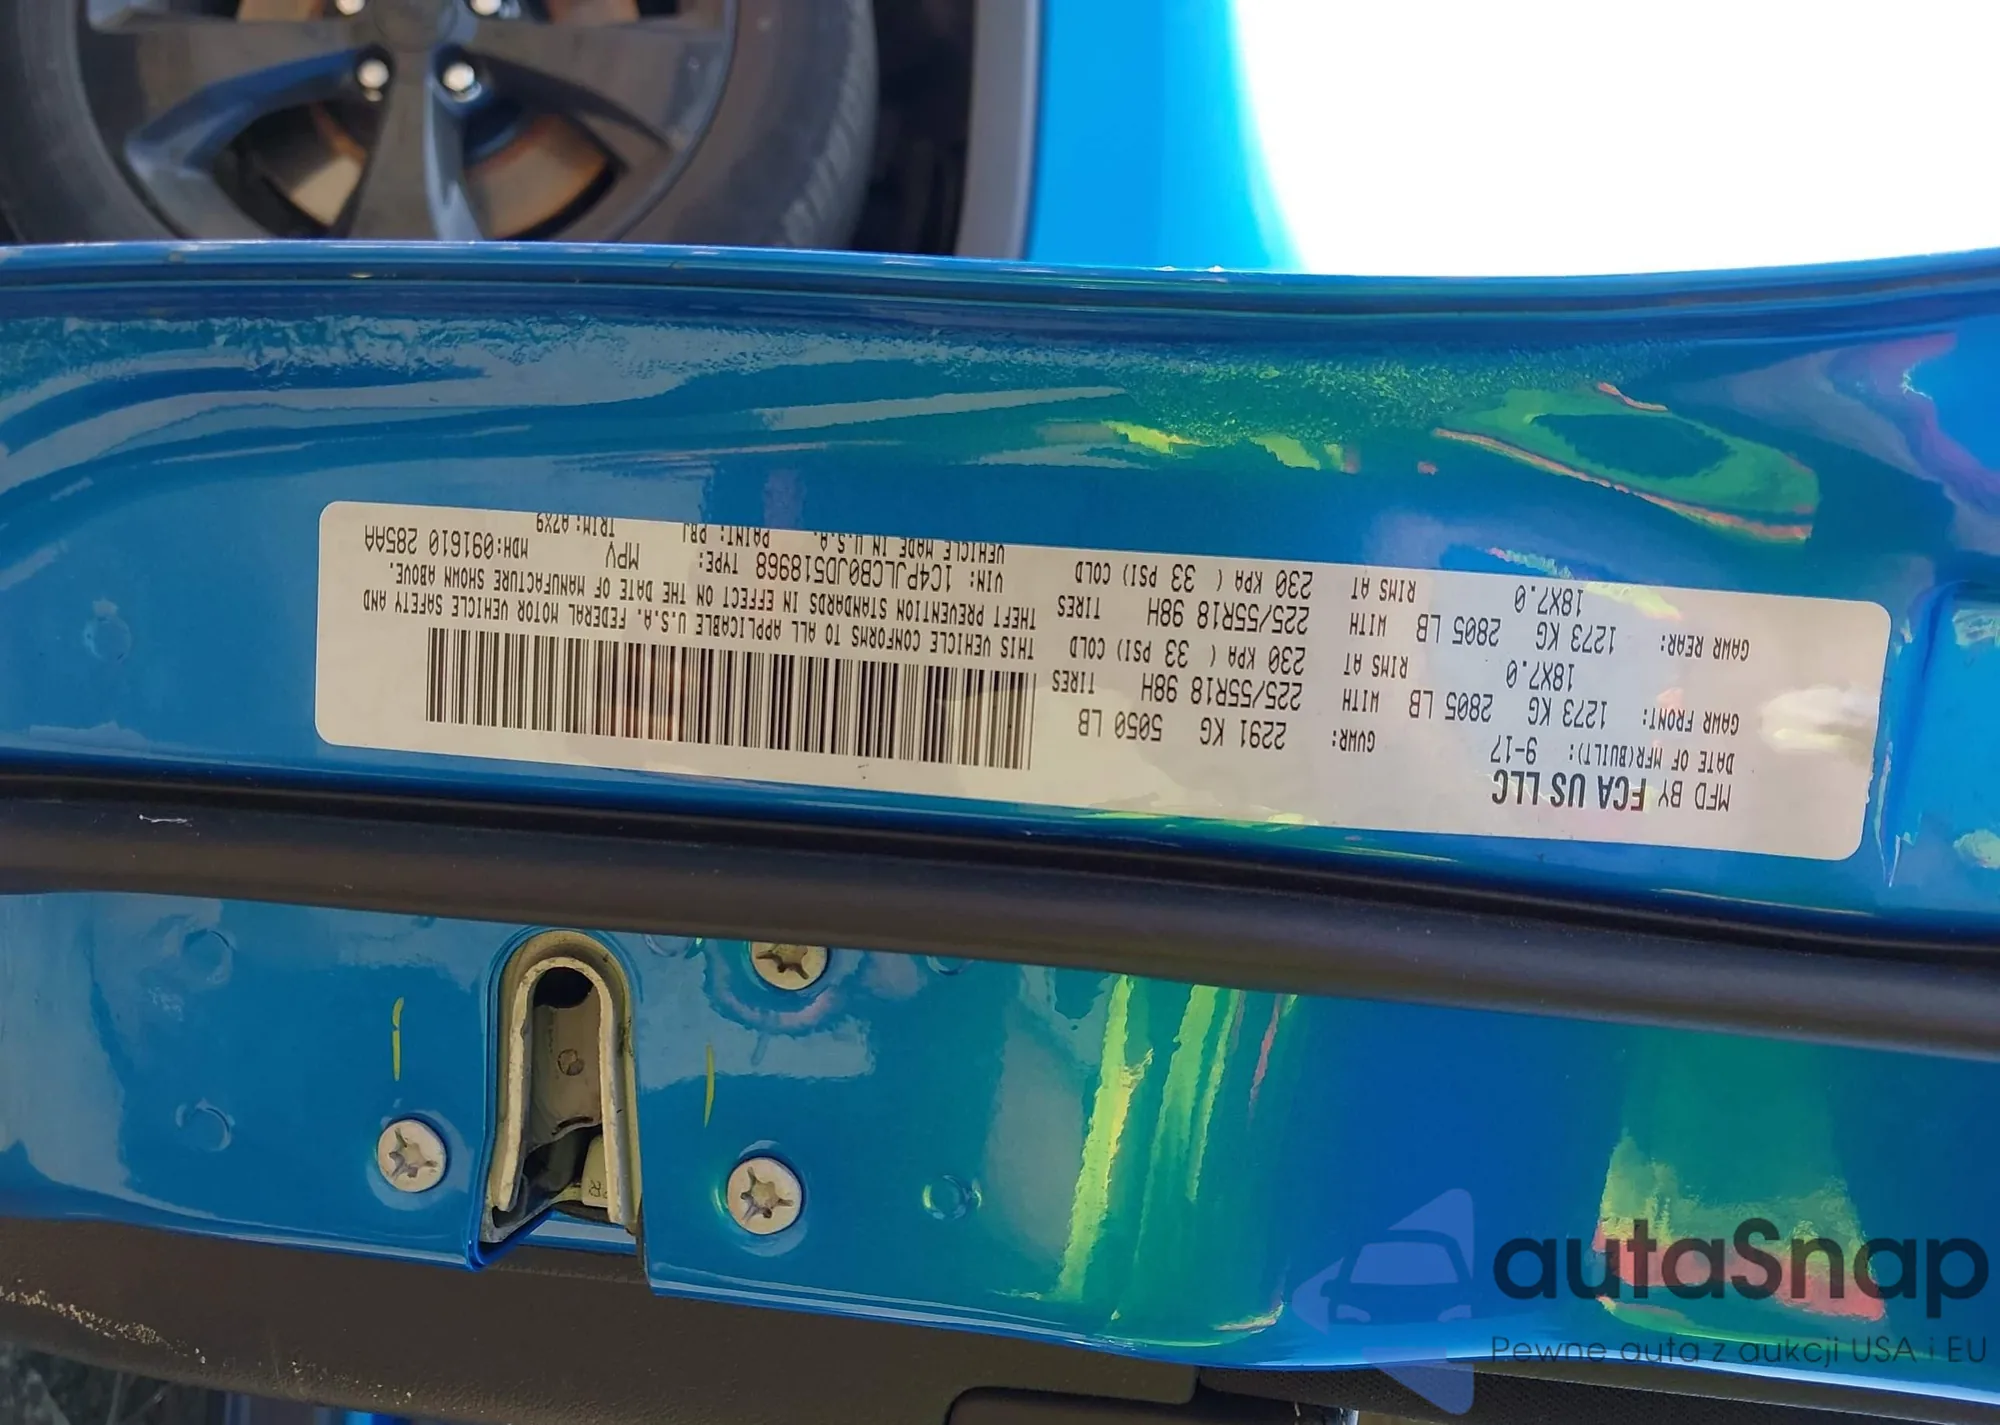 MFD BY FCA US LLC
DATE OF MFR(BUILT): 9-17 GVWR: 2291 KG 5050 LB
GAWR FRONT: 1273 KG 2805 LB WITH 225/55R18 98H TIRES
18X7.0 RIMS AT 230 KPA ( 33 PSI) COLD
GAWR REAR: 1273 KG 2805 LB WITH 225/55R18 98H TIRES
18X7.0 RIMS AT 230 KPA ( 33 PSI) COLD
THIS VEHICLE CONFORMS TO ALL APPLICABLE U.S.A. FEDERAL MOTOR VEHICLE SAFETY AND
THEFT PREVENTION STANDARDS IN EFFECT ON THE DATE OF MANUFACTURE SHOWN ABOVE.
VIN: 1C4PJLCB0JD518968 TYPE: MPV MDH:091610 285AA
VEHICLE MADE IN U.S.A. PAINT: PBJ TRIM:A7X9
autaSnap
Pewne auta z aukcji USA i EU